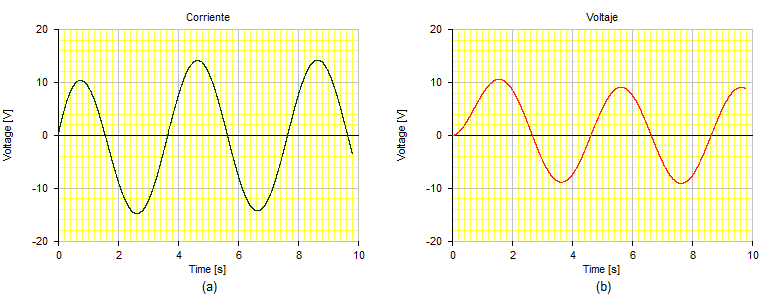 Corriente
20
10
0
-10
-20
Voltage [V]
0 2 4 6 8 10
Time [s]
(a)
Voltaje
20
10
0
-10
-20
Voltage [V]
0 2 4 6 8 10
Time [s]
(b)